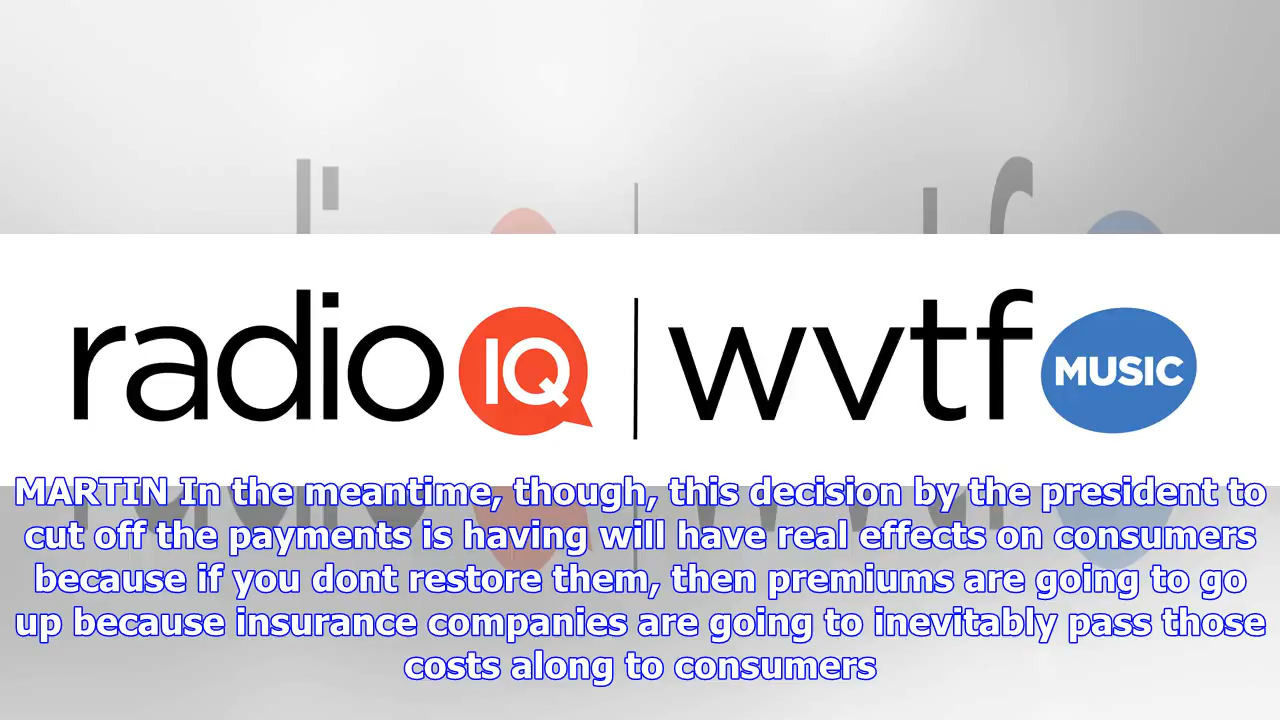 radio IQ | wvtf MUSIC
MARTIN In the meantime, though, this decision by the president to
cut off the payments is having will have real effects on consumers
because if you dont restore them, then premiums are going to go
up because insurance companies are going to inevitably pass those
costs along to consumers